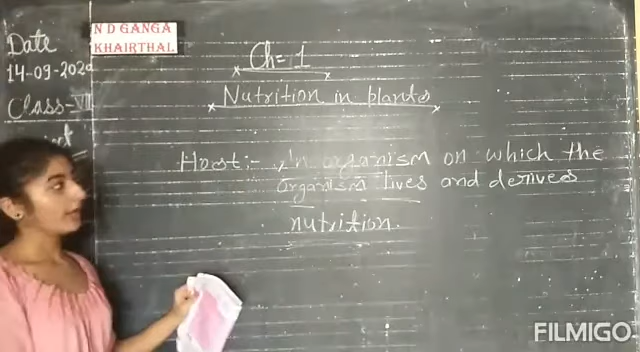 N D GANGA
KHAIRTHAL
Date
14-09-2020
Class-VII
Ch=1
Nutrition in plants
Host:- An organism on which the
organism lives and derives
nutrition.
FILMIGO